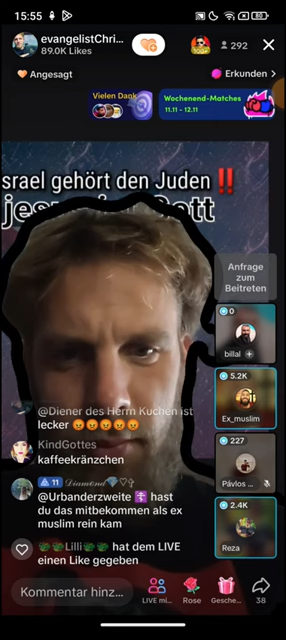 15:55
80
evangelistChri...
89.0K Likes
292
Angesagt
Erkunden >
Vielen Dank
Wochenend-Matches
11.11 - 12.11
srael gehört den Juden ‼️
Anfrage
zum
Beitreten
0
billal +
5.2K
Ex_muslim
227
Pávlos ...
2.4K
Reza
@Diener des Herrn Kuchen ist
lecker 😡😡😡😡😡
KindGottes
kaffeekränzchen
11 𝒟𝒾𝒶𝓂𝑜𝓃𝒹💎♡✞
@Urbanderzweite ✝️ hast
du das mitbekommen als ex
muslim rein kam
🐲🐲Lilli🐲🐲 hat dem LIVE
einen Like gegeben
Kommentar hinz...
LIVE mi...
Rose
Gesche...
38